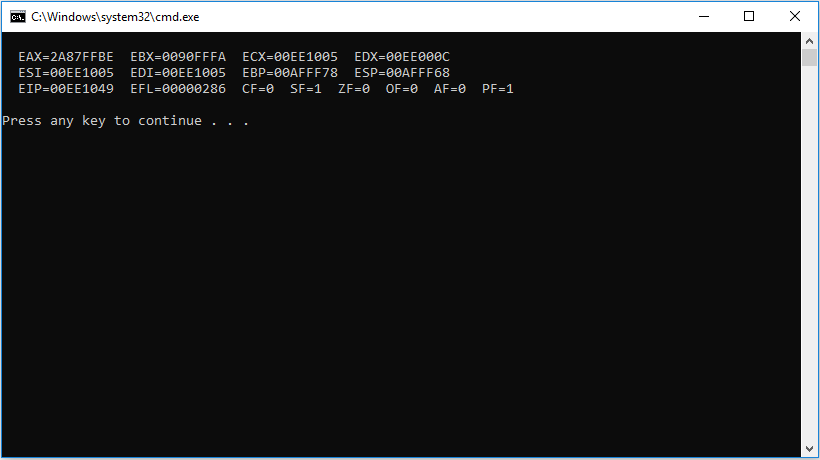 C:\Windows\system32\cmd.exe
EAX=2A87FFBE  EBX=0090FFFA  ECX=00EE1005  EDX=00EE000C
ESI=00EE1005  EDI=00EE1005  EBP=00AFFF78  ESP=00AFFF68
EIP=00EE1049  EFL=00000286  CF=0  SF=1  ZF=0  OF=0  AF=0  PF=1
Press any key to continue . . .